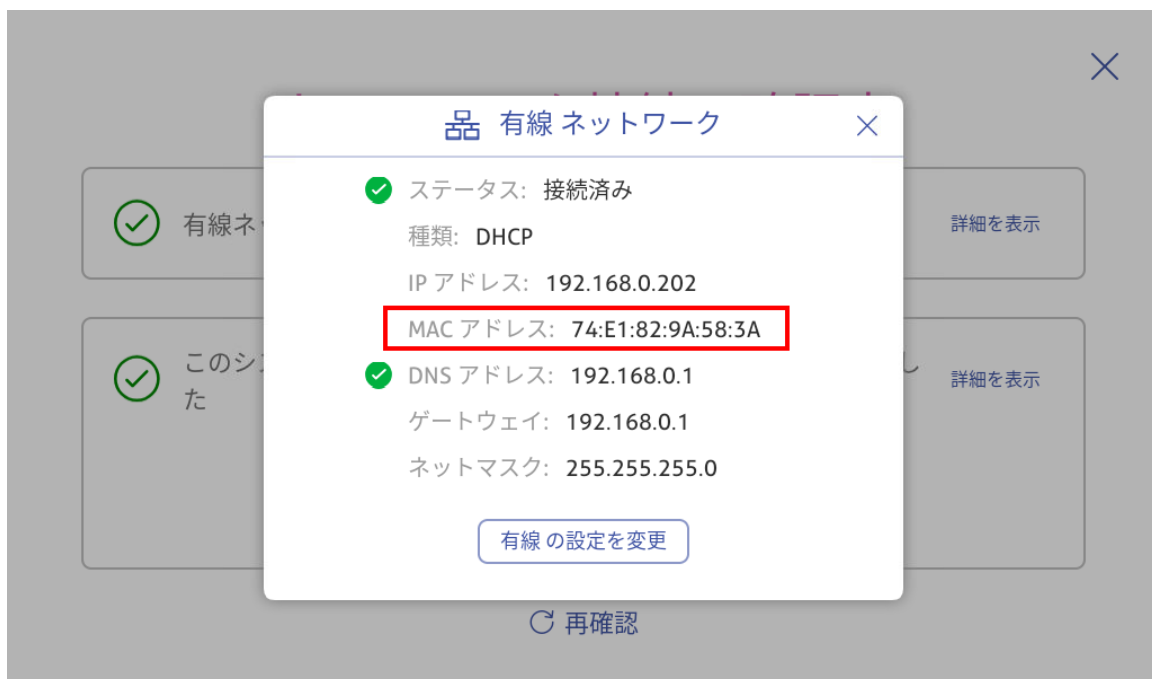 有線 ネットワーク
ステータス: 接続済み
種類: DHCP
IP アドレス: 192.168.0.202
MAC アドレス: 74:E1:82:9A:58:3A
DNS アドレス: 192.168.0.1
ゲートウェイ: 192.168.0.1
ネットマスク: 255.255.255.0
有線 の設定を変更
有線ネ
詳細を表示
このシ
し
た
詳細を表示
再確認